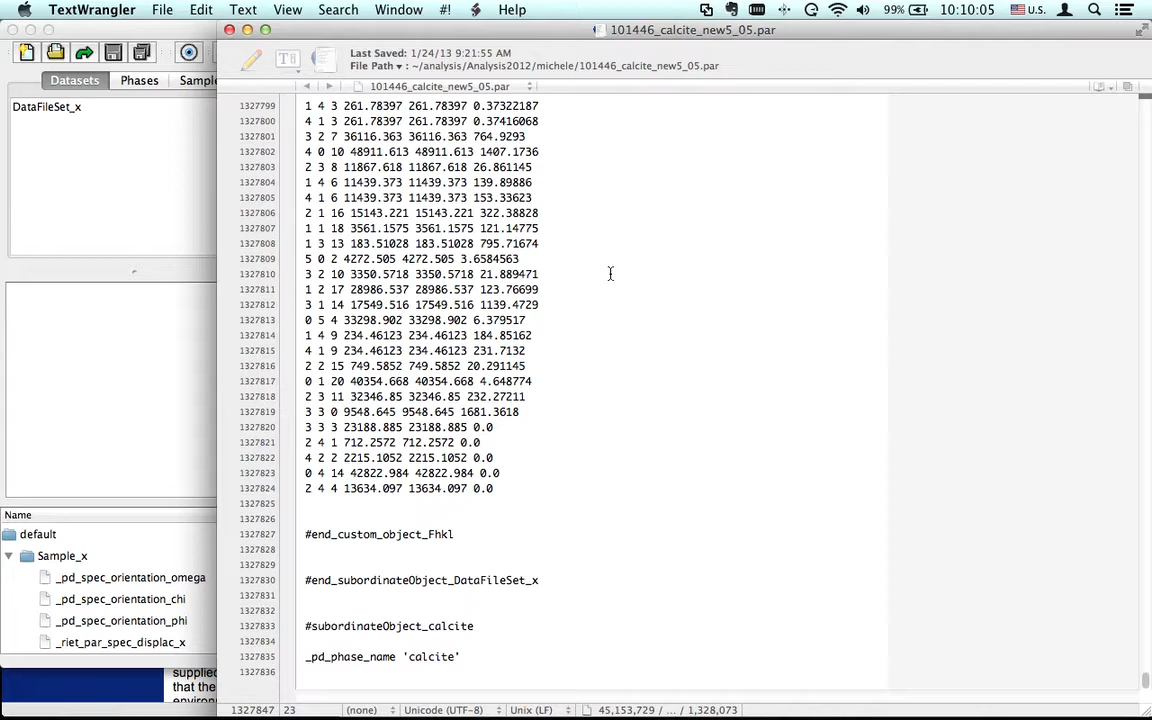 TextWrangler File Edit Text View Search Window #! Help 99% 10:10:05 U.S.
101446_calcite_new5_05.par
Last Saved: 1/24/13 9:21:55 AM
File Path ▾ : ~/analysis/Analysis2012/michele/101446_calcite_new5_05.par
101446_calcite_new5_05.par
Datasets Phases Sampl
DataFileSet_x
Name
default
Sample_x
_pd_spec_orientation_omega
_pd_spec_orientation_chi
_pd_spec_orientation_phi
_riet_par_spec_displac_x
supplied
that the
environ
1327799 1 4 3 261.78397 261.78397 0.37322187
1327800 4 1 3 261.78397 261.78397 0.37416068
1327801 3 2 7 36116.363 36116.363 764.9293
1327802 4 0 10 48911.613 48911.613 1407.1736
1327803 2 3 8 11867.618 11867.618 26.861145
1327804 1 4 6 11439.373 11439.373 139.89886
1327805 4 1 6 11439.373 11439.373 153.33623
1327806 2 1 16 15143.221 15143.221 322.38828
1327807 1 1 18 3561.1575 3561.1575 121.14775
1327808 1 3 13 183.51028 183.51028 795.71674
1327809 5 0 2 4272.505 4272.505 3.6584563
1327810 3 2 10 3350.5718 3350.5718 21.889471
1327811 1 2 17 28986.537 28986.537 123.76699
1327812 3 1 14 17549.516 17549.516 1139.4729
1327813 0 5 4 33298.902 33298.902 6.379517
1327814 1 4 9 234.46123 234.46123 184.85162
1327815 4 1 9 234.46123 234.46123 231.7132
1327816 2 2 15 749.5852 749.5852 20.291145
1327817 0 1 20 40354.668 40354.668 4.648774
1327818 2 3 11 32346.85 32346.85 232.27211
1327819 3 3 0 9548.645 9548.645 1681.3618
1327820 3 3 3 23188.885 23188.885 0.0
1327821 2 4 1 712.2572 712.2572 0.0
1327822 4 2 2 2215.1052 2215.1052 0.0
1327823 0 4 14 42822.984 42822.984 0.0
1327824 2 4 4 13634.097 13634.097 0.0
1327825
1327826
1327827 #end_custom_object_Fhkl
1327828
1327829
1327830 #end_subordinateObject_DataFileSet_x
1327831
1327832
1327833 #subordinateObject_calcite
1327834
1327835 _pd_phase_name 'calcite'
1327836
1327847 23 (none) Unicode (UTF-8) Unix (LF) 45,153,729 / ... / 1,328,073